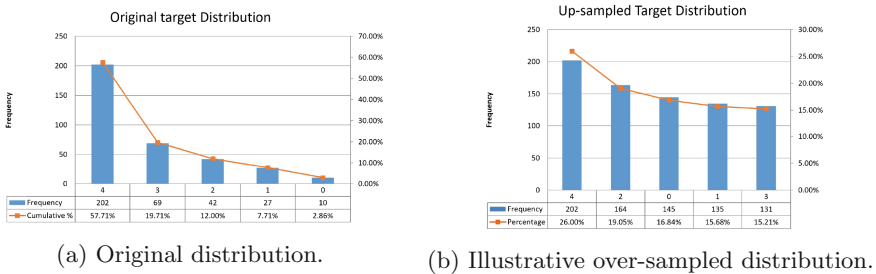 Original target Distribution
250
200
150
100
50
0
Frequency
70.00%
60.00%
50.00%
40.00%
30.00%
20.00%
10.00%
0.00%
4 3 2 1 0
Frequency 202 69 42 27 10
Cumulative % 57.71% 19.71% 12.00% 7.71% 2.86%
(a) Original distribution.
Up-sampled Target Distribution
250
200
150
100
50
0
Frequency
30.00%
25.00%
20.00%
15.00%
10.00%
5.00%
0.00%
4 2 0 1 3
Frequency 202 164 145 135 131
Percentage 26.00% 19.05% 16.84% 15.68% 15.21%
(b) Illustrative over-sampled distribution.